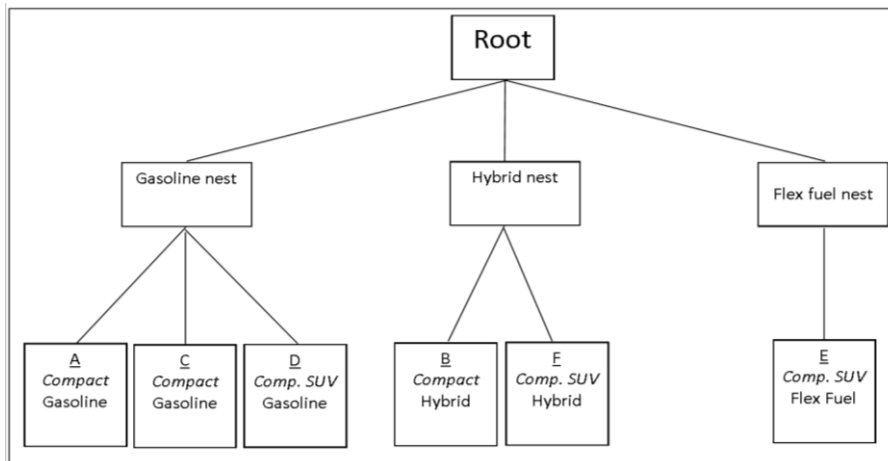 Root
Gasoline nest
Hybrid nest
Flex fuel nest
A
Compact
Gasoline
C
Compact
Gasoline
D
Comp. SUV
Gasoline
B
Compact
Hybrid
F
Comp. SUV
Hybrid
E
Comp. SUV
Flex Fuel